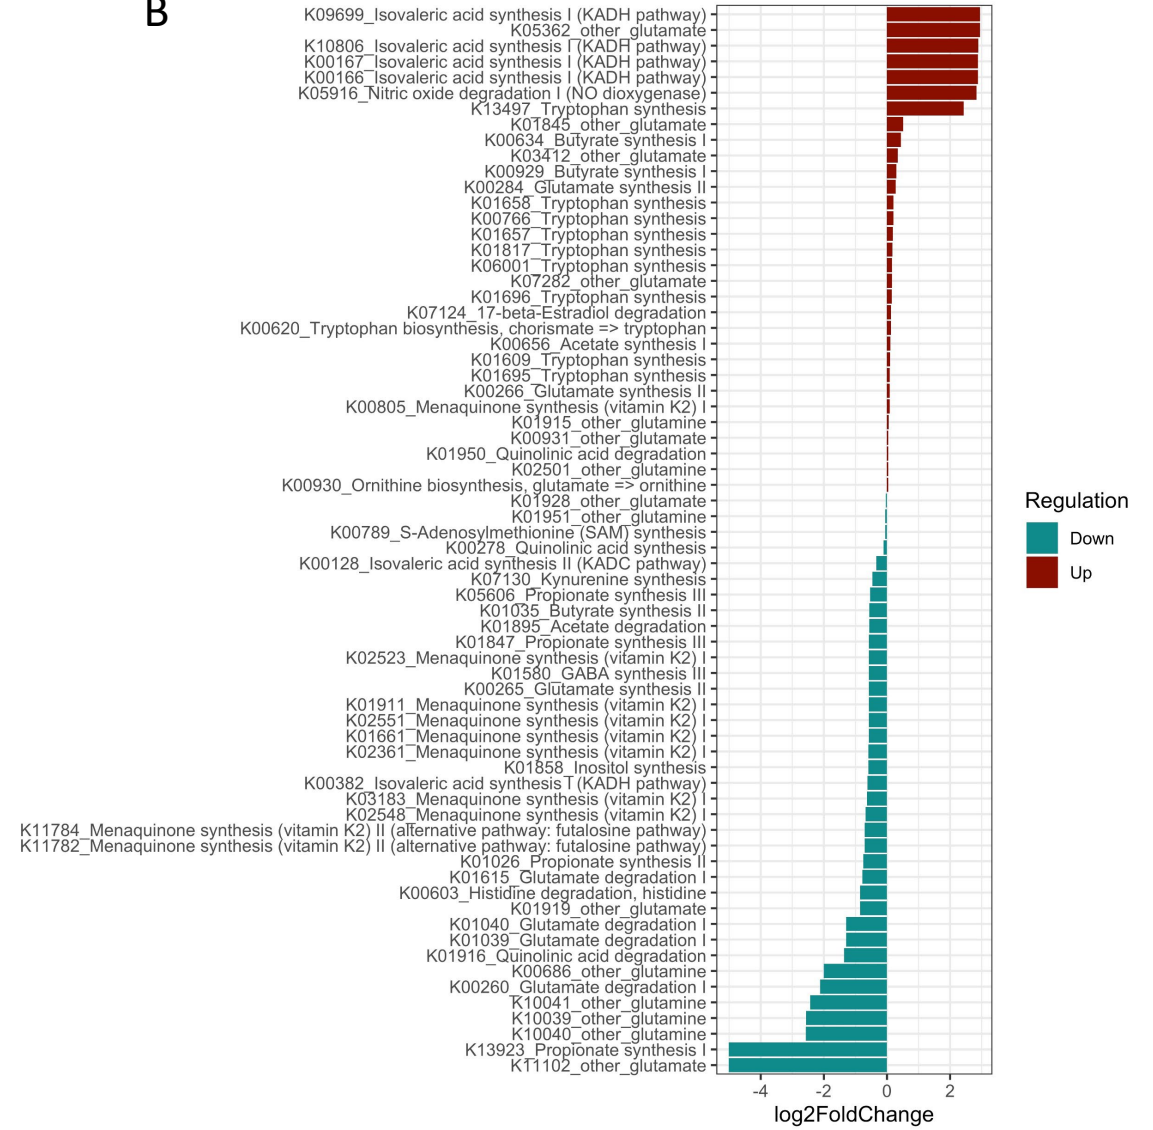 B
K09699_Isovaleric acid synthesis I (KADH pathway)
K05362_other_glutamate
K10806_Isovaleric acid synthesis I (KADH pathway)
K00167_Isovaleric acid synthesis I (KADH pathway)
K00166_Isovaleric acid synthesis I (KADH pathway)
K05916_Nitric oxide degradation I (NO dioxygenase)
K13497_Tryptophan synthesis
K01845_other_glutamate
K00634_Butyrate synthesis I
K03412_other_glutamate
K00929_Butyrate synthesis I
K00284_Glutamate synthesis II
K01658_Tryptophan synthesis
K00766_Tryptophan synthesis
K01657_Tryptophan synthesis
K01817_Tryptophan synthesis
K06001_Tryptophan synthesis
K07282_other_glutamate
K01696_Tryptophan synthesis
K07124_17-beta-Estradiol degradation
K00620_Tryptophan biosynthesis, chorismate => tryptophan
K00656_Acetate synthesis I
K01609_Tryptophan synthesis
K01695_Tryptophan synthesis
K00266_Glutamate synthesis II
K00805_Menaquinone synthesis (vitamin K2) I
K01915_other_glutamine
K00931_other_glutamate
K01950_Quinolinic acid degradation
K02501_other_glutamine
K00930_Ornithine biosynthesis, glutamate => ornithine
K01928_other_glutamate
K01951_other_glutamine
K00789_S-Adenosylmethionine (SAM) synthesis
K00278_Quinolinic acid synthesis
K00128_Isovaleric acid synthesis II (KADC pathway)
K07130_Kynurenine synthesis
K05606_Propionate synthesis III
K01035_Butyrate synthesis II
K01895_Acetate degradation
K01847_Propionate synthesis III
K02523_Menaquinone synthesis (vitamin K2) I
K01580_GABA synthesis III
K00265_Glutamate synthesis II
K01911_Menaquinone synthesis (vitamin K2) I
K02551_Menaquinone synthesis (vitamin K2) I
K01661_Menaquinone synthesis (vitamin K2) I
K02361_Menaquinone synthesis (vitamin K2) I
K01858_Inositol synthesis
K00382_Isovaleric acid synthesis I (KADH pathway)
K03183_Menaquinone synthesis (vitamin K2) I
K02548_Menaquinone synthesis (vitamin K2) I
K11784_Menaquinone synthesis (vitamin K2) II (alternative pathway: futalosine pathway)
K11782_Menaquinone synthesis (vitamin K2) II (alternative pathway: futalosine pathway)
K01026_Propionate synthesis II
K01615_Glutamate degradation I
K00603_Histidine degradation, histidine
K01919_other_glutamate
K01040_Glutamate degradation I
K01039_Glutamate degradation I
K01916_Quinolinic acid degradation
K00686_other_glutamine
K00260_Glutamate degradation I
K10041_other_glutamine
K10039_other_glutamine
K10040_other_glutamine
K13923_Propionate synthesis I
K11102_other_glutamate
-4 -2 0 2
log2FoldChange
Regulation
Down
Up